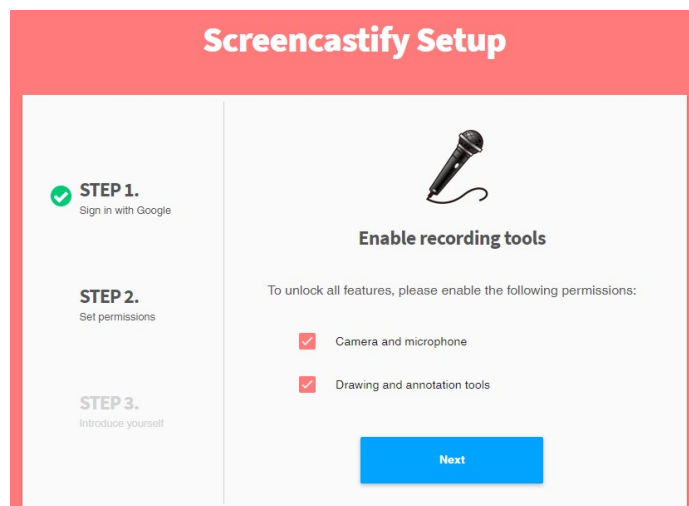 Screencastify Setup
STEP 1.
Sign in with Google
STEP 2.
Set permissions
STEP 3.
Introduce yourself
Enable recording tools
To unlock all features, please enable the following permissions:
Camera and microphone
Drawing and annotation tools
Next